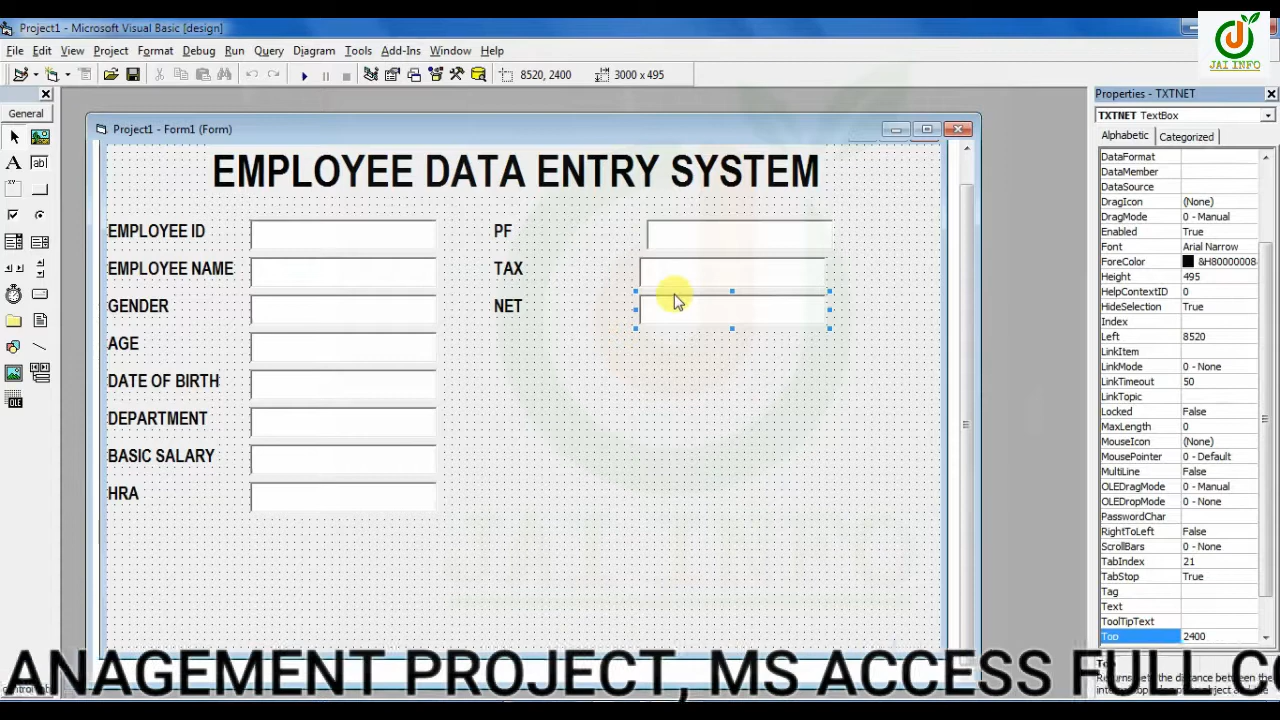 Project1 - Microsoft Visual Basic [design]
JAI INFO
File Edit View Project Format Debug Run Query Diagram Tools Add-Ins Window Help
8520, 2400 3000 x 495
General
Project1 - Form1 (Form)
EMPLOYEE DATA ENTRY SYSTEM
EMPLOYEE ID
EMPLOYEE NAME
GENDER
AGE
DATE OF BIRTH
DEPARTMENT
BASIC SALARY
HRA
PF
TAX
NET
Properties - TXTNET
TXTNET TextBox
Alphabetic Categorized
DataFormat
DataMember
DataSource
DragIcon (None)
DragMode 0 - Manual
Enabled True
Font Arial Narrow
ForeColor &H80000008
Height 495
HelpContextID 0
HideSelection True
Index
Left 8520
LinkItem
LinkMode 0 - None
LinkTimeout 50
LinkTopic
Locked False
MaxLength 0
MouseIcon (None)
MousePointer 0 - Default
MultiLine False
OLEDragMode 0 - Manual
OLEDropMode 0 - None
PasswordChar
RightToLeft False
ScrollBars 0 - None
TabIndex 21
TabStop True
Tag
Text
ToolTipText
Top 2400
ANAGEMENT PROJECT, MS ACCESS FULL C